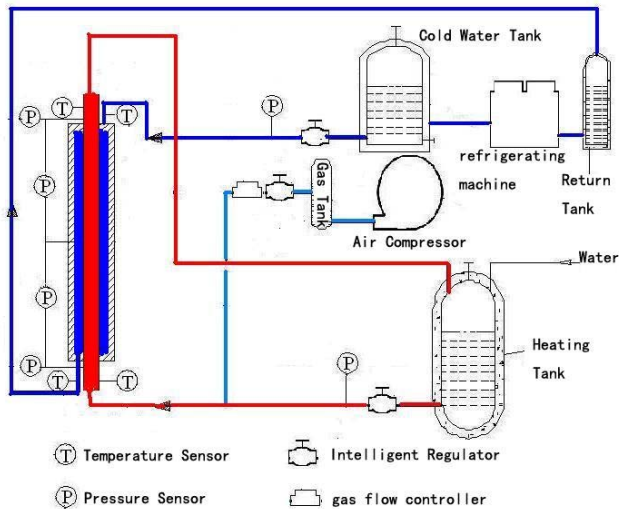 Cold Water Tank
T
P
T
P
refrigerating
machine
Return
Tank
P
Gas Tank
Air Compressor
Water
P
Heating
Tank
P
P
T
T
T Temperature Sensor
Intelligent Regulator
P Pressure Sensor
gas flow controller